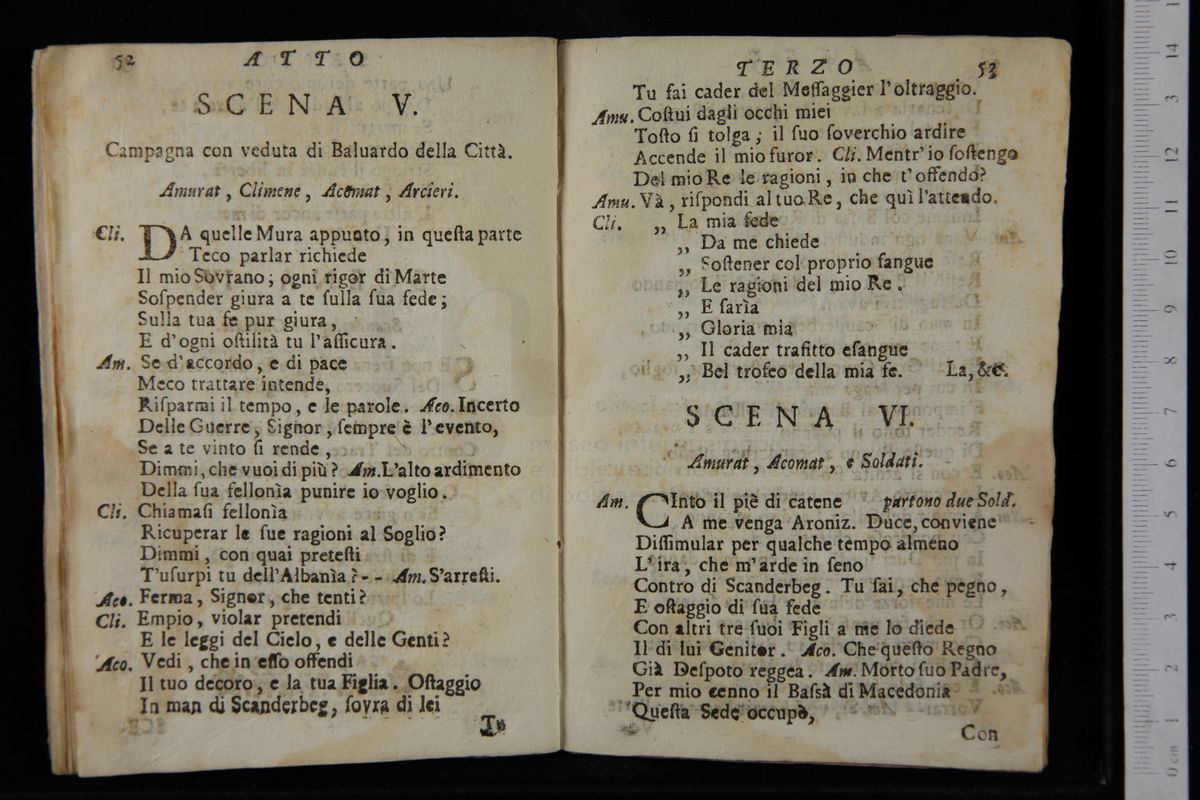 52 ATTO
SCENA V.
Campagna con veduta di Baluardo della Città.
Amurat, Climene, Acomat, Arcieri.
Cli. DA quelle Mura appunto, in queſta parte
Teco parlar richiede
Il mio Sovrano; ogni rigor di Marte
Soſpender giura a te ſulla ſua fede;
Sulla tua fe pur giura,
E d'ogni oſtilità tu l'aſſicura.
Am. Se d'accordo, e di pace
Meco trattare intende,
Riſparmi il tempo, e le parole. Aco. Incerto
Delle Guerre, Signor, ſempre è l'evento,
Se a te vinto ſi rende,
Dimmi, che vuoi di più? Am. L'alto ardimento
Della ſua fellonìa punire io voglio.
Cli. Chiamaſi fellonìa
Ricuperar le ſue ragioni al Soglio?
Dimmi, con quai preteſti
T'uſurpi tu dell'Albanìa?-- Am. S'arreſti.
Aco. Ferma, Signor, che tenti?
Cli. Empio, violar pretendi
E le leggi del Cielo, e delle Genti?
Aco. Vedi, che in eſſo offendi
Il tuo decoro, e la tua Figlia. Oſtaggio
In man di Scanderbeg, ſovra di lei
Tu
TERZO 53
Tu fai cader del Meſſaggier l'oltraggio.
Amu. Coſtui dagli occhi miei
Toſto ſi tolga; il ſuo ſoverchio ardire
Accende il mio furor. Cli. Mentr'io ſoſtengo
Del mio Re le ragioni, in che t'offendo?
Amu. Và, riſpondi al tuo Re, che quì l'attendo.
Cli. ,, La mia fede
,, Da me chiede
,, Soſtener col proprio ſangue
,, Le ragioni del mio Re.
,, E ſarìa
,, Gloria mia
,, Il cader trafitto eſangue
,, Bel trofeo della mia fe. La, &c.
SCENA VI.
Amurat, Acomat, e Soldati.
Am. CInto il piè di catene partono due Sold.
A me venga Aroniz. Duce, conviene
Diſſimular per qualche tempo almeno
L'ira, che m'arde in ſeno
Contro di Scanderbeg. Tu ſai, che pegno,
E oſtaggio di ſua fede
Con altri tre ſuoi Figli a me lo diede
Il di lui Genitor. Aco. Che queſto Regno
Già Deſpoto reggea. Am. Morto ſuo Padre,
Per mio cenno il Baſsà di Macedonia
Queſta Sede occupò,
Con